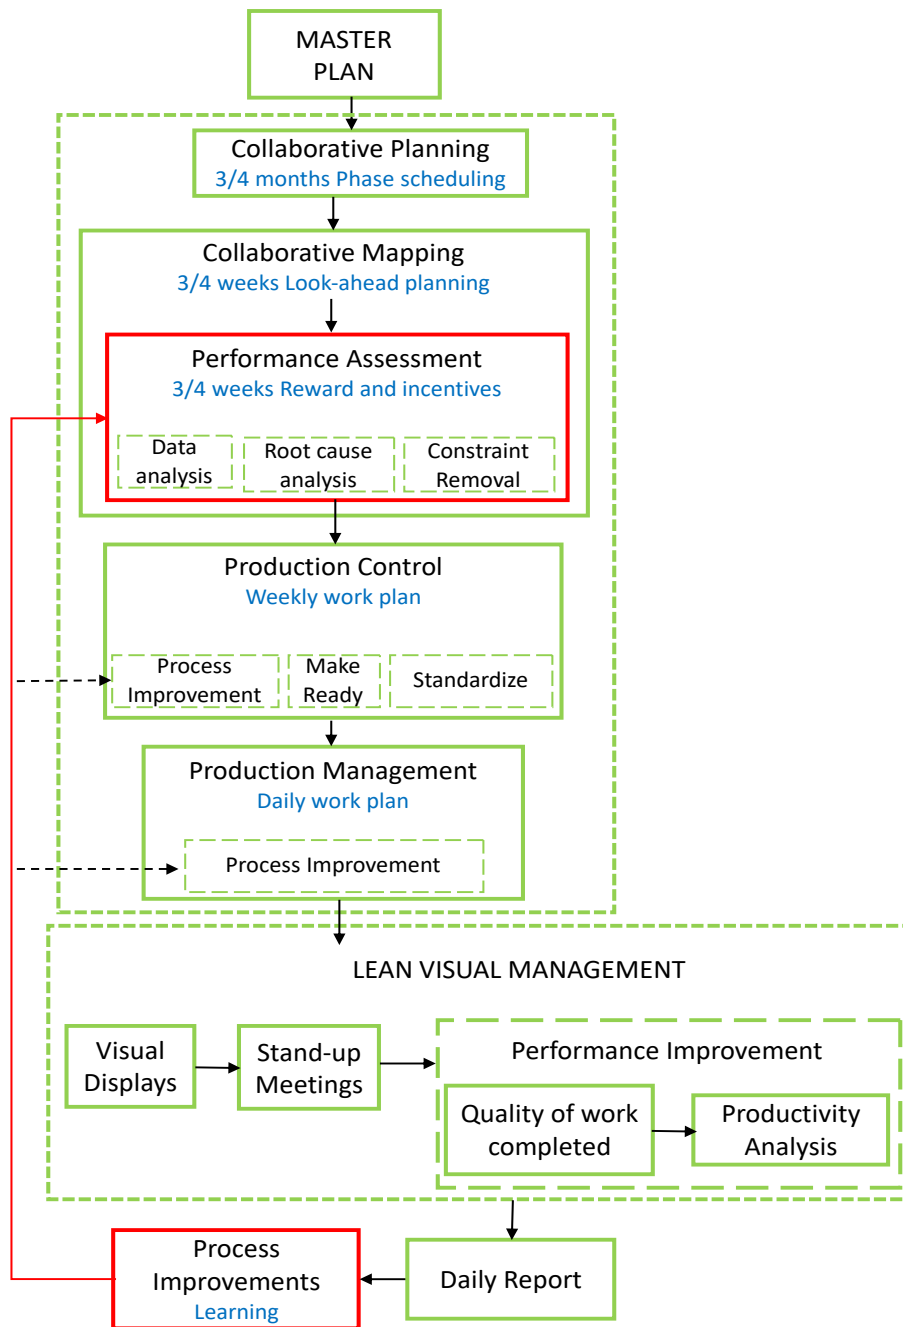 MASTER
PLAN
Collaborative Planning
3/4 months Phase scheduling
Collaborative Mapping
3/4 weeks Look-ahead planning
Performance Assessment
3/4 weeks Reward and incentives
Data
analysis
Root cause
analysis
Constraint
Removal
Production Control
Weekly work plan
Process
Improvement
Make
Ready
Standardize
Production Management
Daily work plan
Process Improvement
LEAN VISUAL MANAGEMENT
Visual
Displays
Stand-up
Meetings
Performance Improvement
Quality of work
completed
Productivity
Analysis
Process
Improvements
Learning
Daily Report